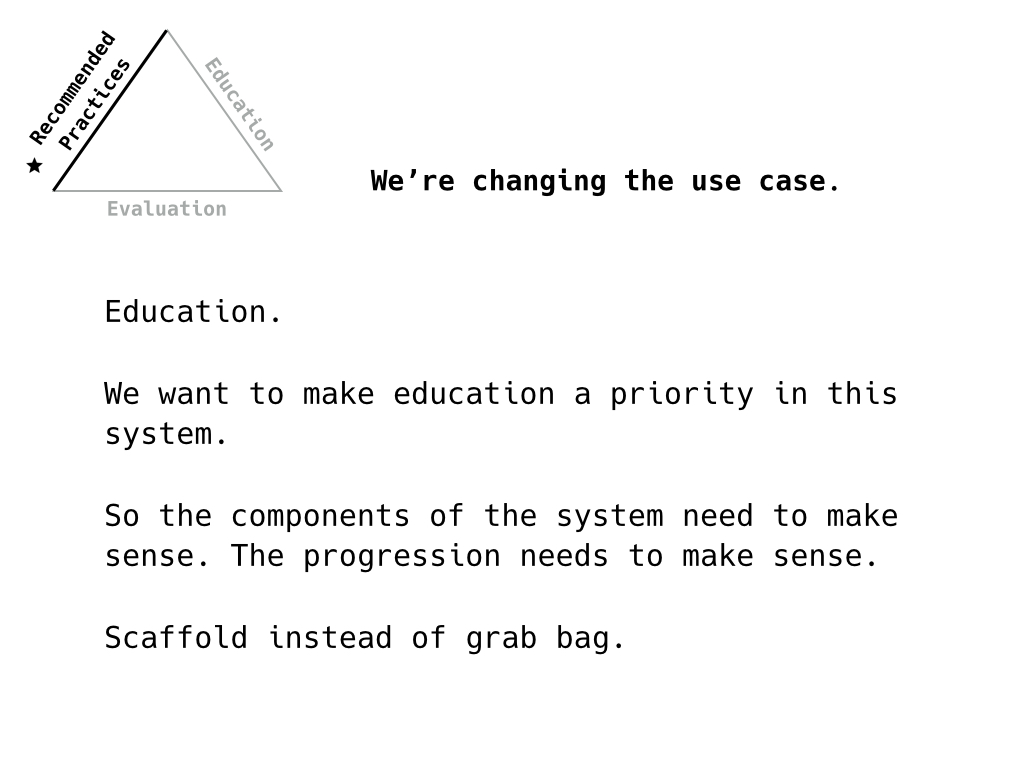 Recommended
Practices
Education
Evaluation
We’re changing the use case.
Education.
We want to make education a priority in this
system.
So the components of the system need to make
sense. The progression needs to make sense.
Scaffold instead of grab bag.